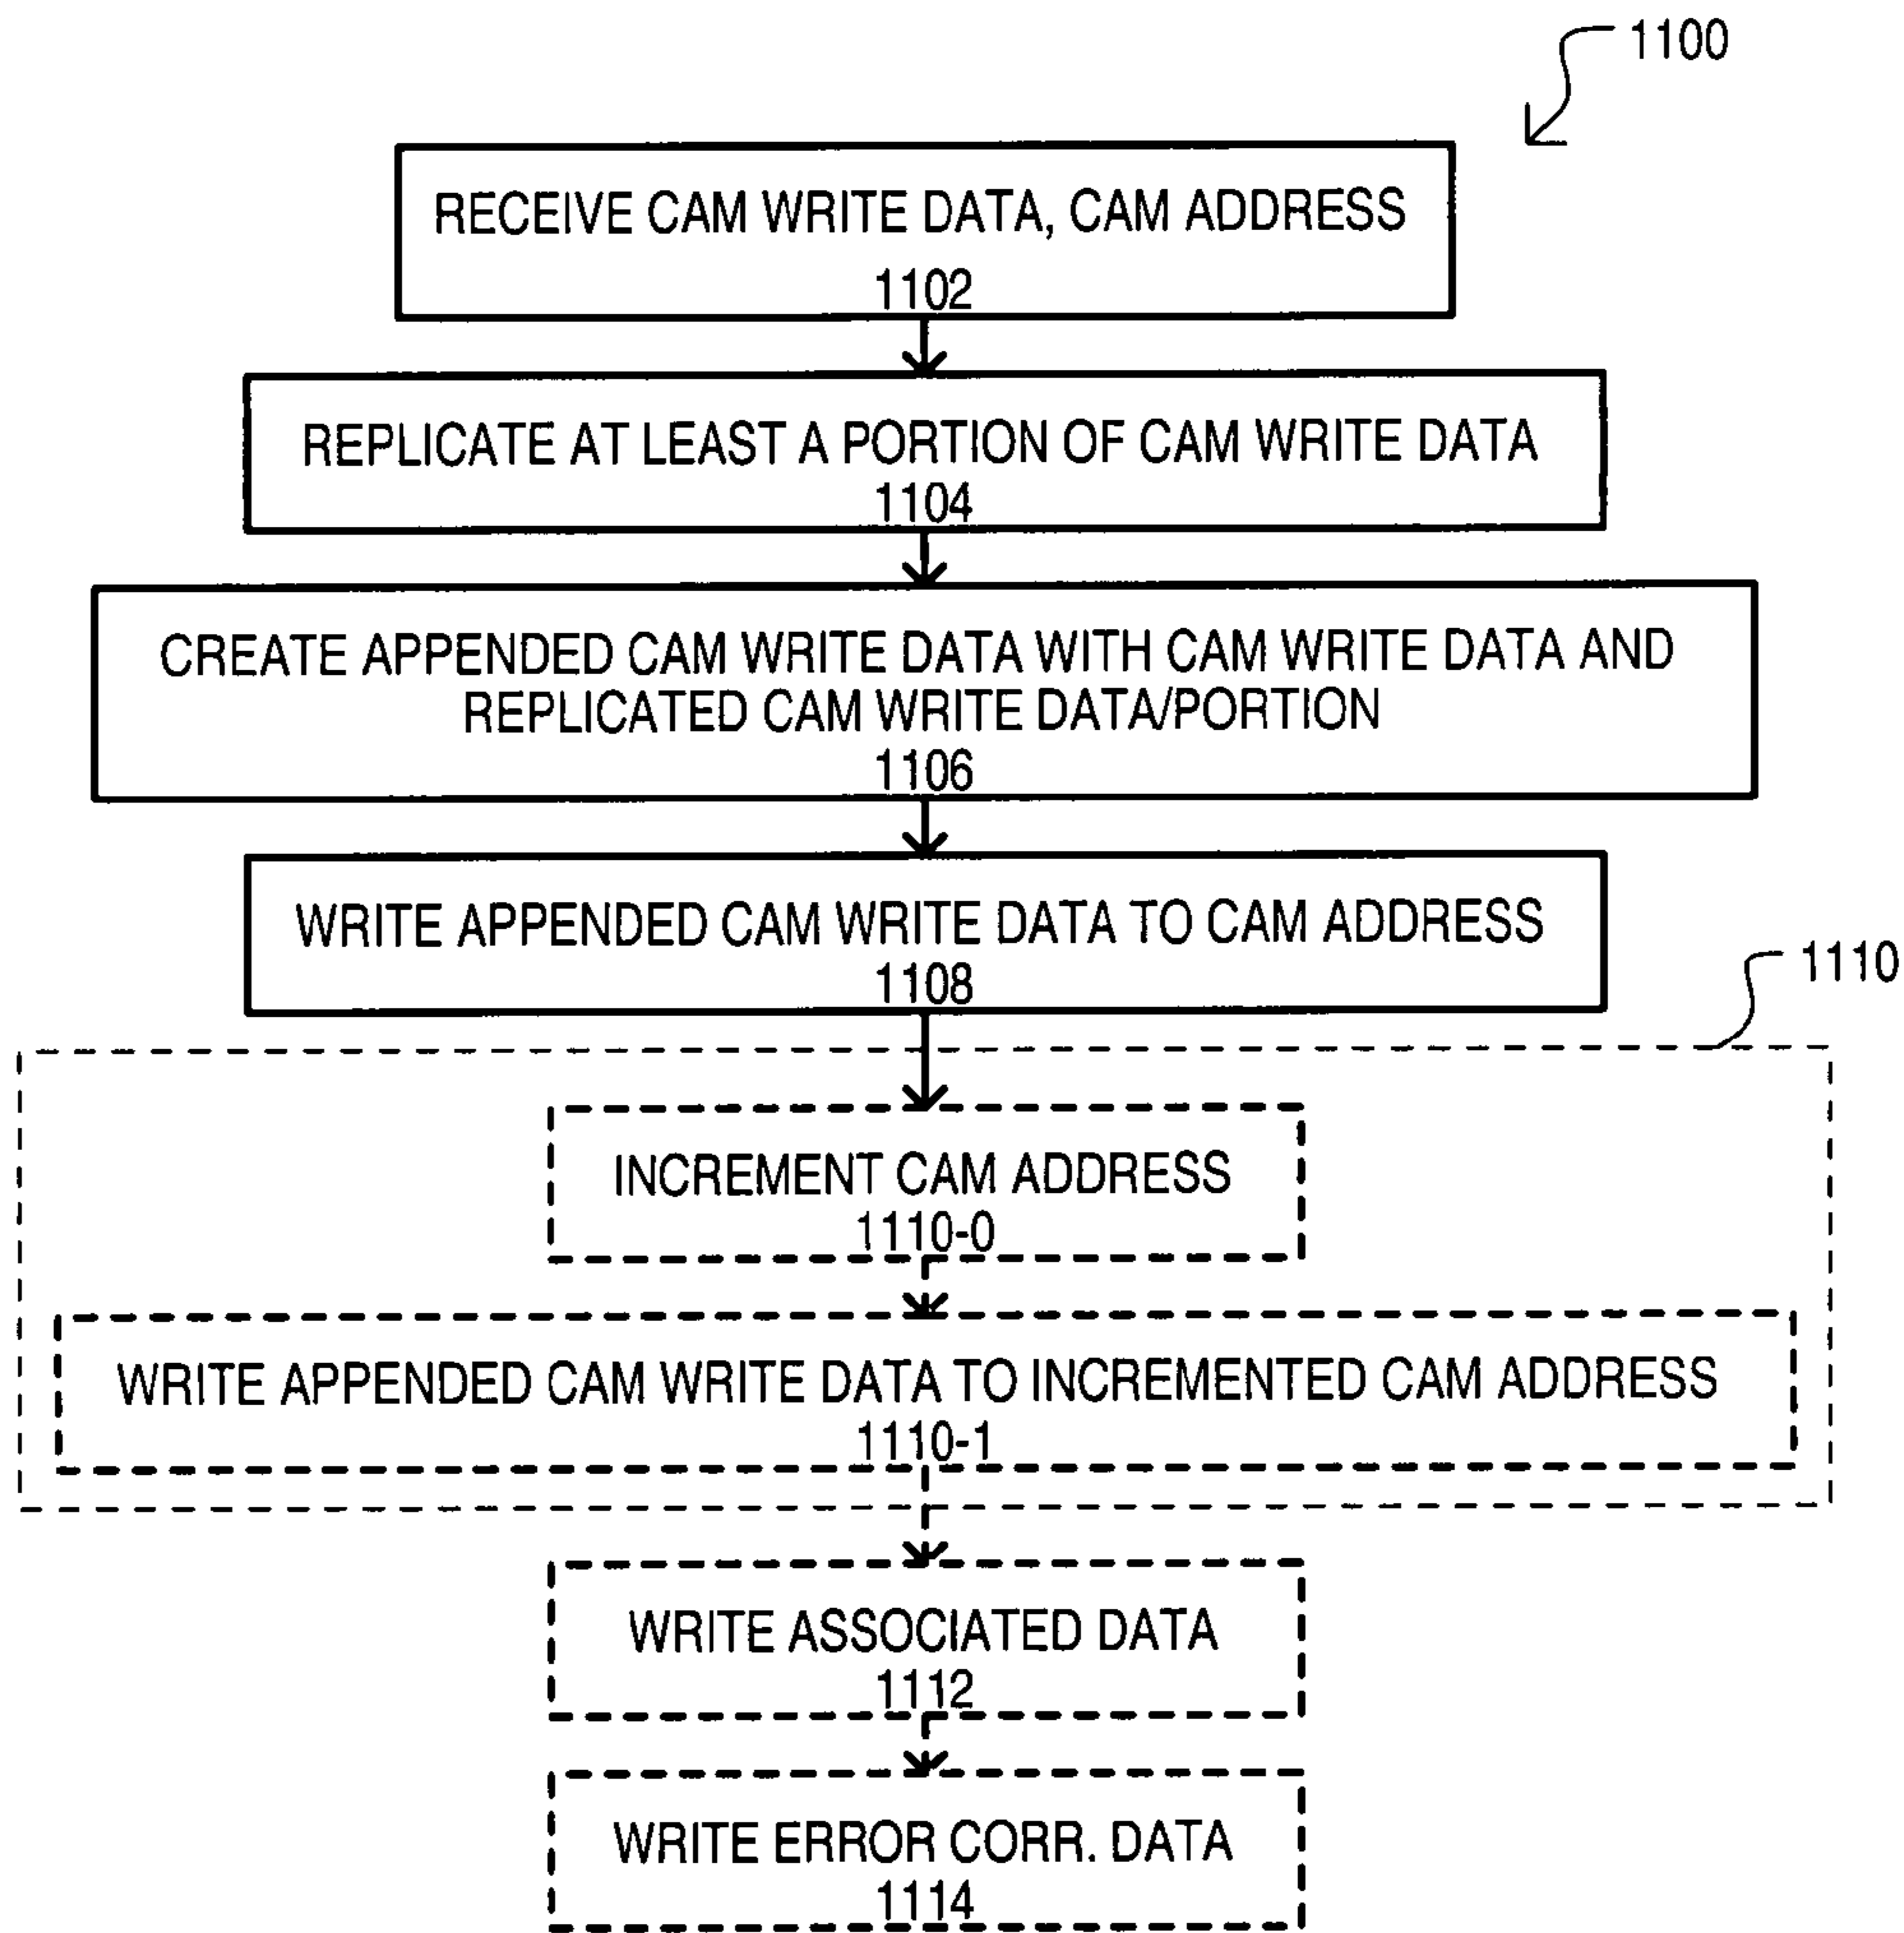 1100
RECEIVE CAM WRITE DATA, CAM ADDRESS
1102
REPLICATE AT LEAST A PORTION OF CAM WRITE DATA
1104
CREATE APPENDED CAM WRITE DATA WITH CAM WRITE DATA AND
REPLICATED CAM WRITE DATA/PORTION
1106
WRITE APPENDED CAM WRITE DATA TO CAM ADDRESS
1108
1110
INCREMENT CAM ADDRESS
1110-0
WRITE APPENDED CAM WRITE DATA TO INCREMENTED CAM ADDRESS
1110-1
WRITE ASSOCIATED DATA
1112
WRITE ERROR CORR. DATA
1114